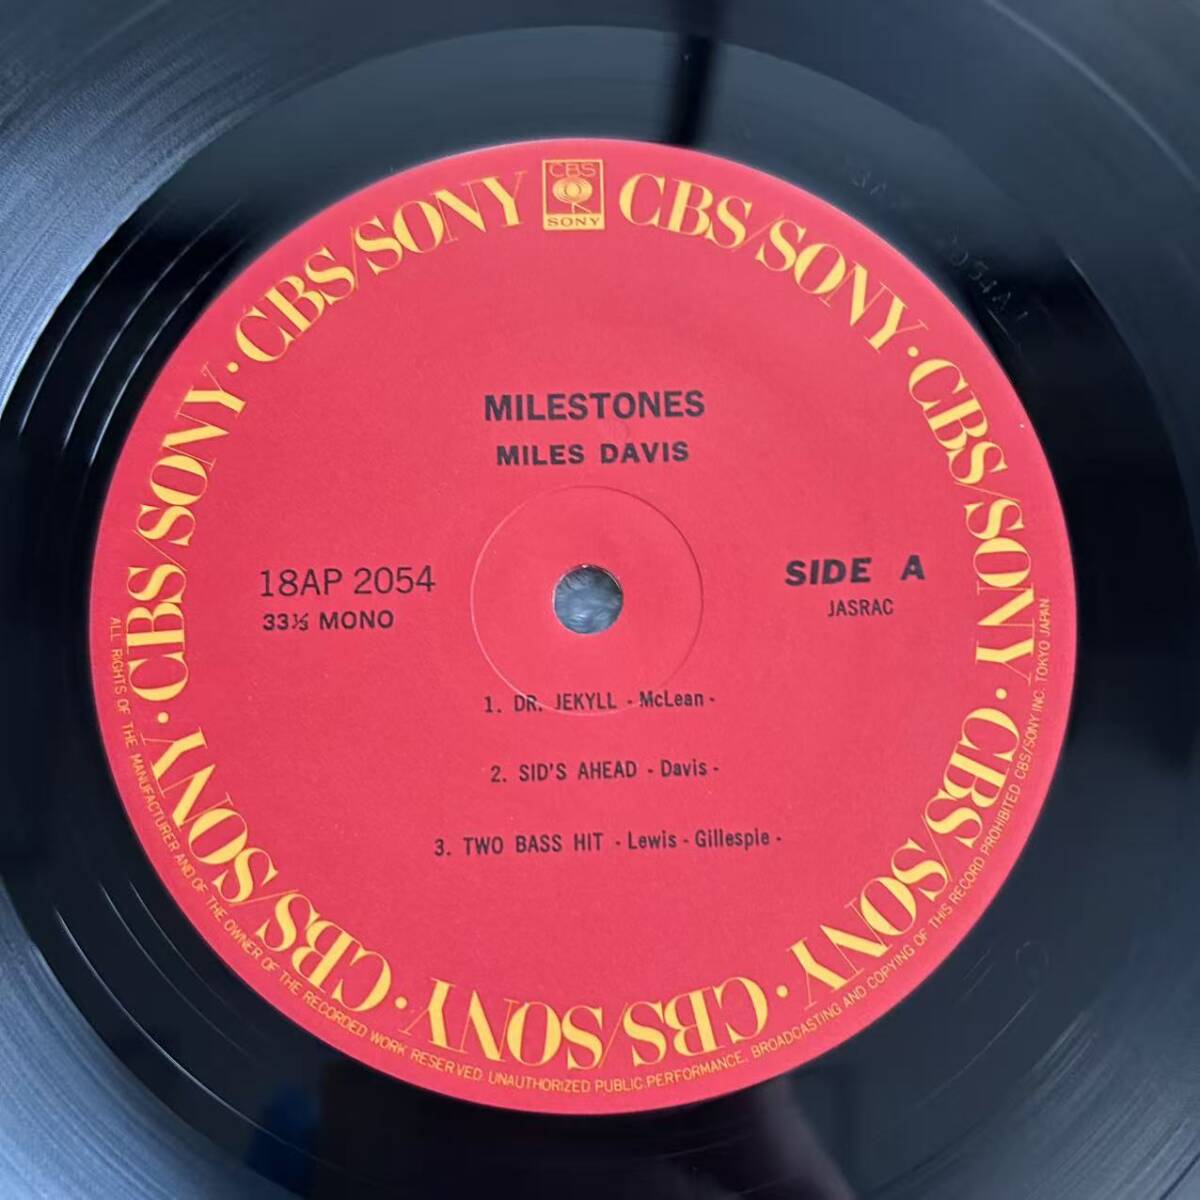 CBS
SONY
CBS/SONY · CBS/SONY · CBS/SONY · CBS/SONY · CBS/SONY · CBS/SONY · CBS/SONY · CBS/SONY · CBS/SONY
MILESTONES
MILES DAVIS
18AP 2054
33⅓ MONO
SIDE A
JASRAC
1. DR. JEKYLL - McLean -
2. SID'S AHEAD - Davis -
3. TWO BASS HIT - Lewis - Gillespie -
ALL RIGHTS OF THE MANUFACTURER AND OF THE OWNER OF THE RECORDED WORK RESERVED. UNAUTHORIZED PUBLIC PERFORMANCE, BROADCASTING AND COPYING OF THIS RECORD PROHIBITED CBS/SONY INC. TOKYO JAPAN